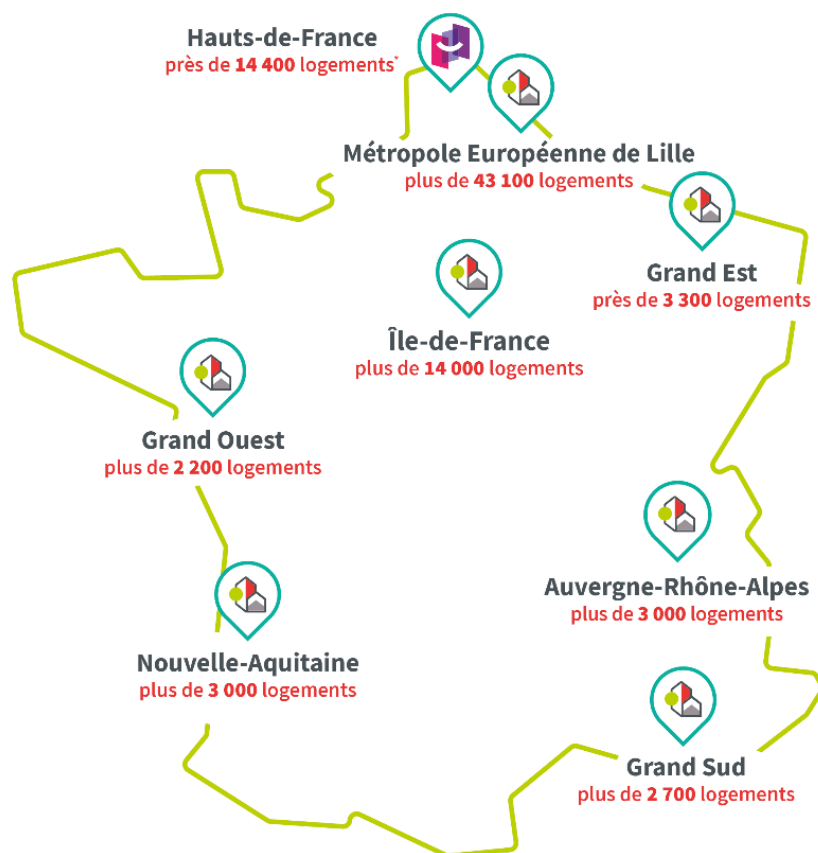 Hauts-de-France
près de 14 400 logements*
Métropole Européenne de Lille
plus de 43 100 logements
Grand Est
près de 3 300 logements
Île-de-France
plus de 14 000 logements
Grand Ouest
plus de 2 200 logements
Auvergne-Rhône-Alpes
plus de 3 000 logements
Nouvelle-Aquitaine
plus de 3 000 logements
Grand Sud
plus de 2 700 logements